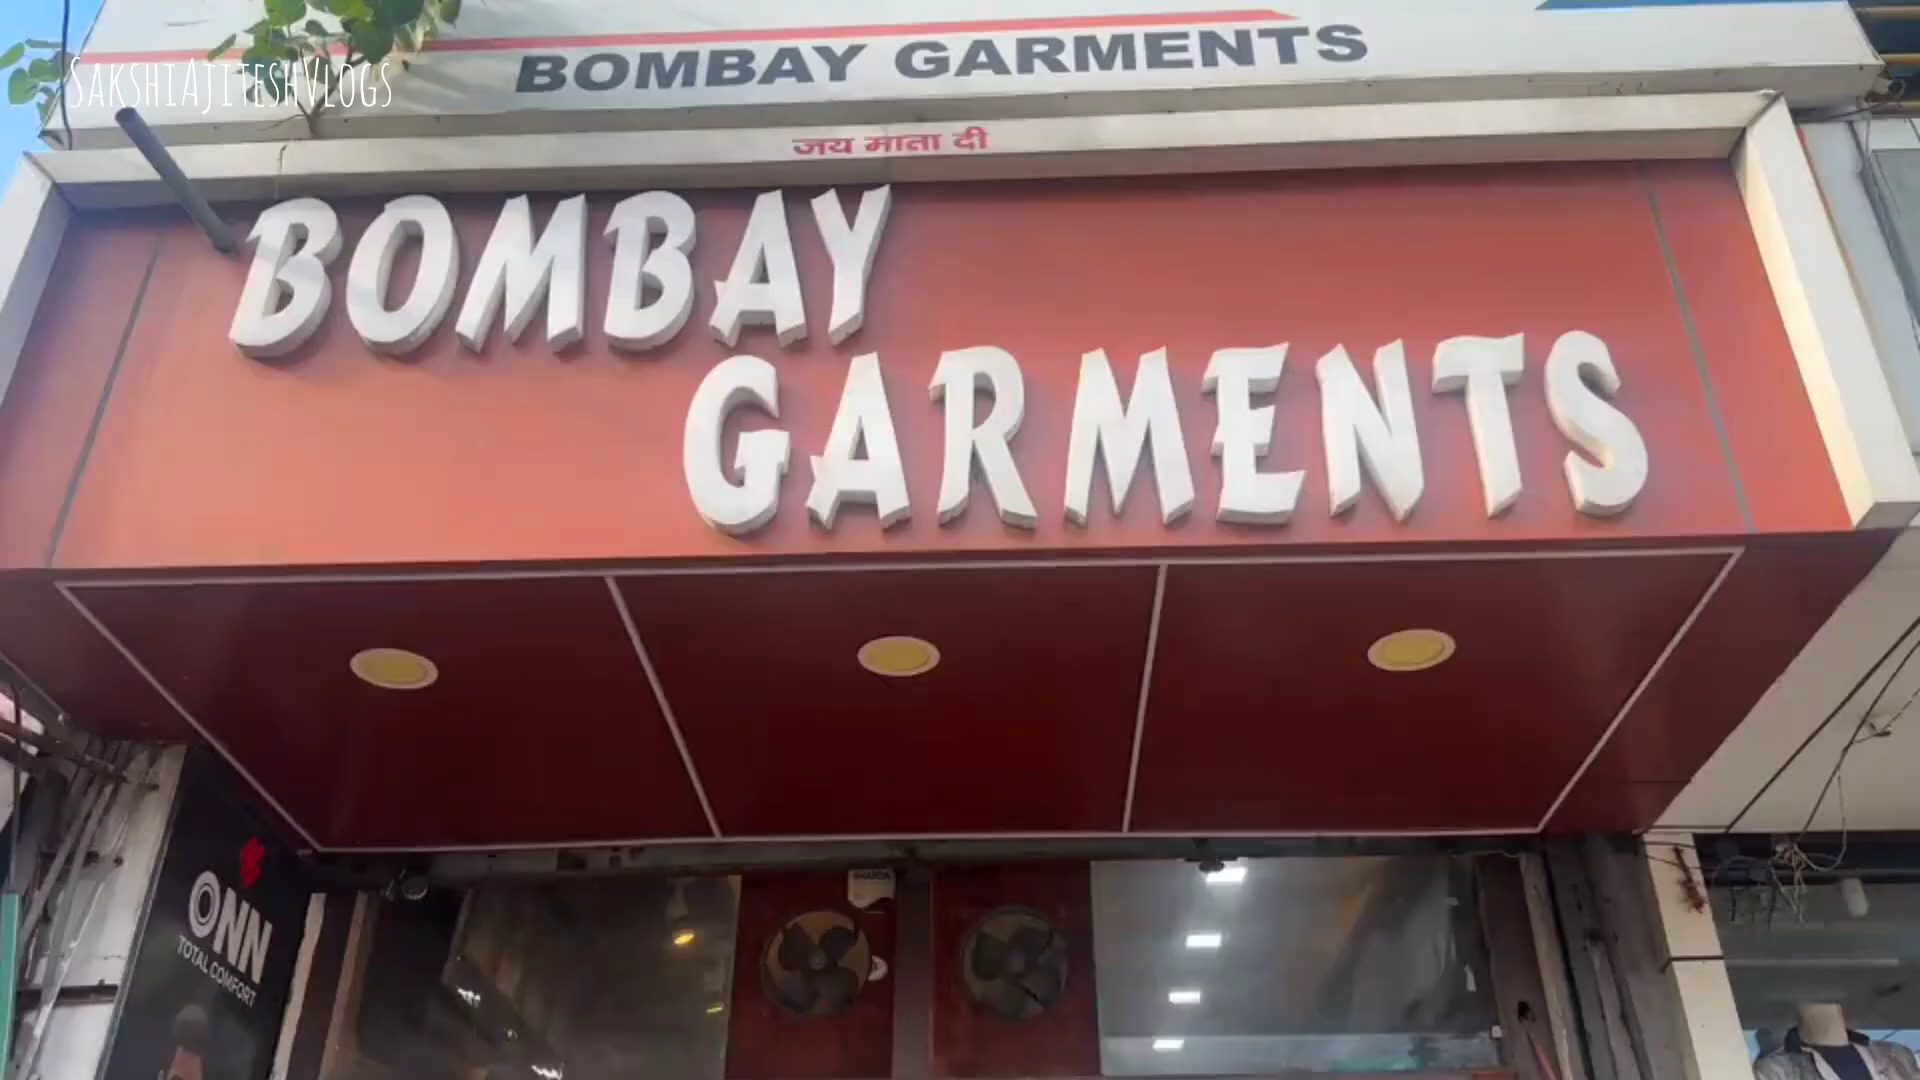 BOMBAY GARMENTS
SAKSHIAJITESHVLOGS
जय माता दी
BOMBAY
GARMENTS
ONN
TOTAL COMFORT